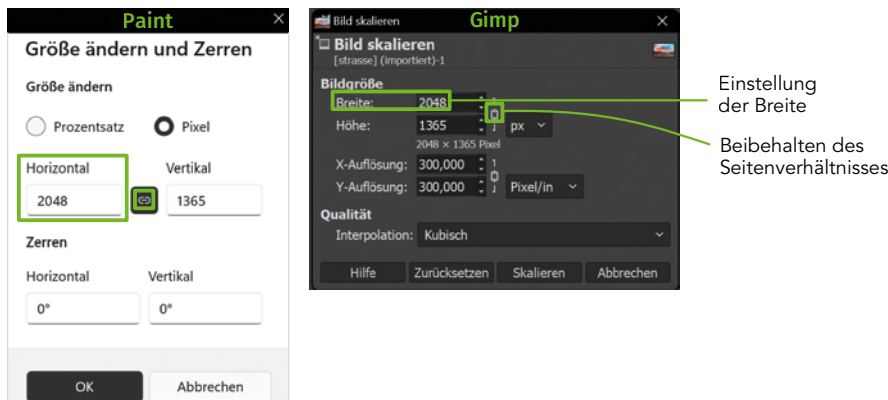 Paint
Größe ändern und Zerren
Größe ändern
Prozentsatz Pixel
Horizontal Vertikal
2048 1365
Zerren
Horizontal Vertikal
0° 0°
OK Abbrechen
Bild skalieren Gimp
Bild skalieren
[strasse] (importiert)-1
Bildgröße
Breite: 2048
Höhe: 1365 px
2048 × 1365 Pixel
X-Auflösung: 300,000
Y-Auflösung: 300,000 Pixel/in
Qualität
Interpolation: Kubisch
Hilfe Zurücksetzen Skalieren Abbrechen
Einstellung
der Breite
Beibehalten des
Seitenverhältnisses